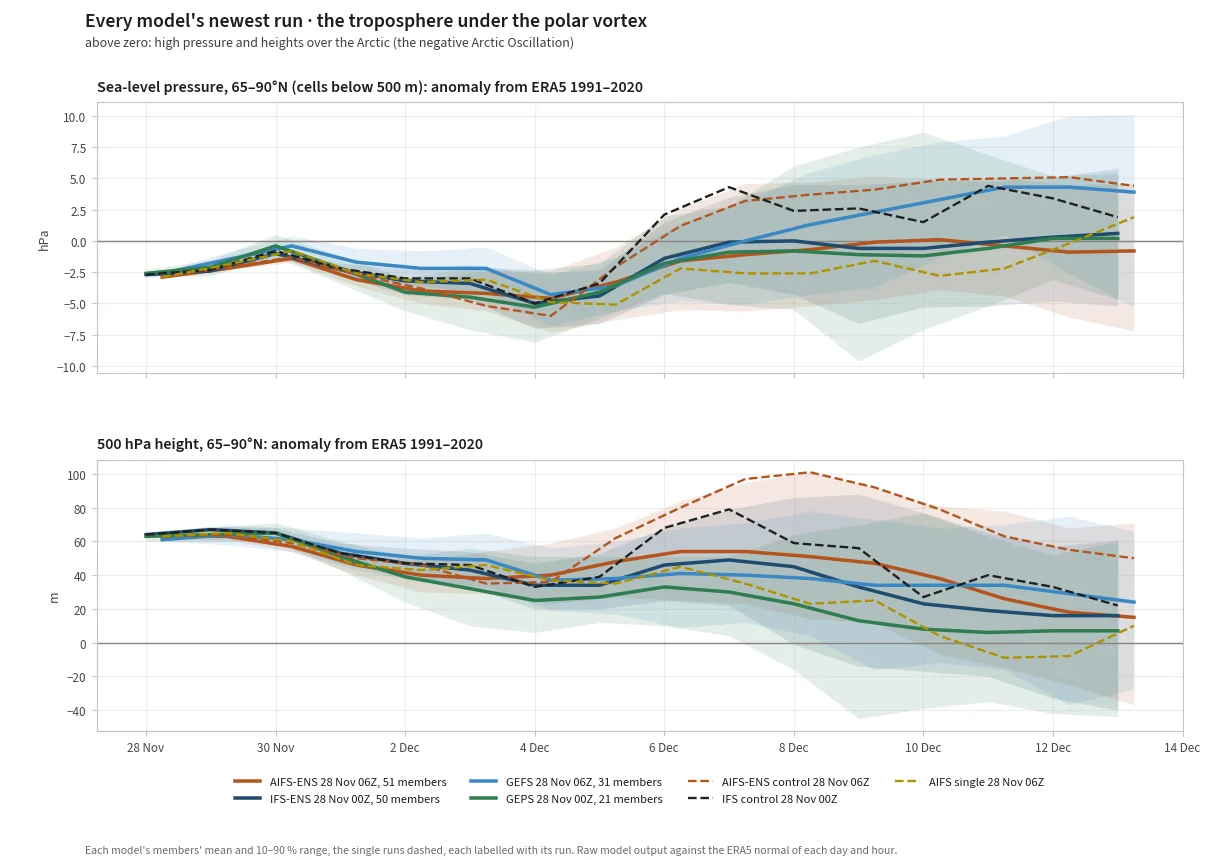 Every model's newest run · the troposphere under the polar vortex
above zero: high pressure and heights over the Arctic (the negative Arctic Oscillation)
Sea-level pressure, 65–90°N (cells below 500 m): anomaly from ERA5 1991–2020
10.0
7.5
5.0
2.5
0.0
−2.5
−5.0
−7.5
−10.0
hPa
500 hPa height, 65–90°N: anomaly from ERA5 1991–2020
100
80
60
40
20
0
−20
−40
m
28 Nov 30 Nov 2 Dec 4 Dec 6 Dec 8 Dec 10 Dec 12 Dec 14 Dec
AIFS-ENS 28 Nov 06Z, 51 members GEFS 28 Nov 06Z, 31 members AIFS-ENS control 28 Nov 06Z AIFS single 28 Nov 06Z
IFS-ENS 28 Nov 00Z, 50 members GEPS 28 Nov 00Z, 21 members IFS control 28 Nov 00Z
Each model's members' mean and 10–90 % range, the single runs dashed, each labelled with its run. Raw model output against the ERA5 normal of each day and hour.